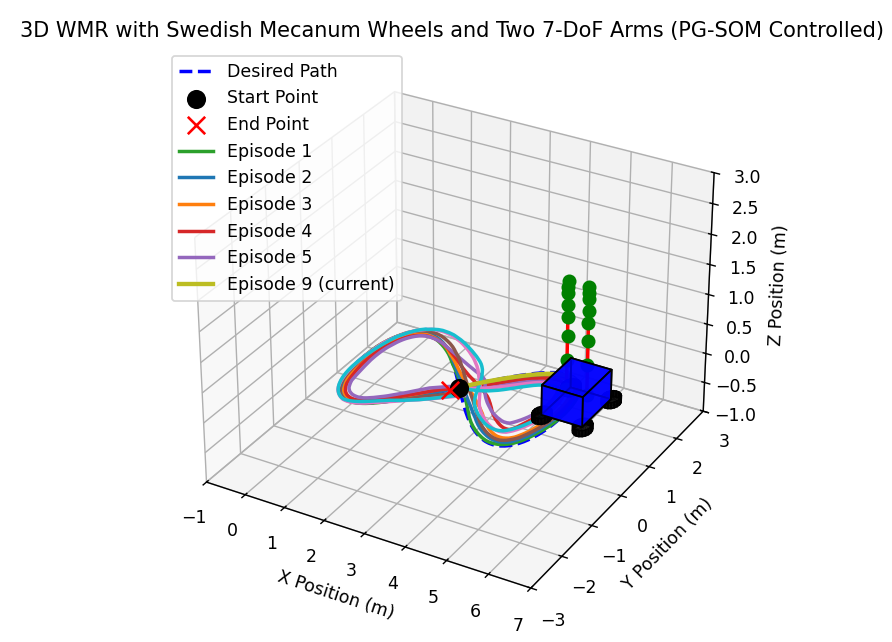 3D WMR with Swedish Mecanum Wheels and Two 7-DoF Arms (PG-SOM Controlled)
Desired Path
Start Point
End Point
Episode 1
Episode 2
Episode 3
Episode 4
Episode 5
Episode 9 (current)
3.0
2.5
2.0
1.5
1.0
0.5
0.0
−0.5
−1.0
Z Position (m)
3
2
1
0
−1
−2
−3
Y Position (m)
−1
0
1
2
3
4
5
6
7
X Position (m)